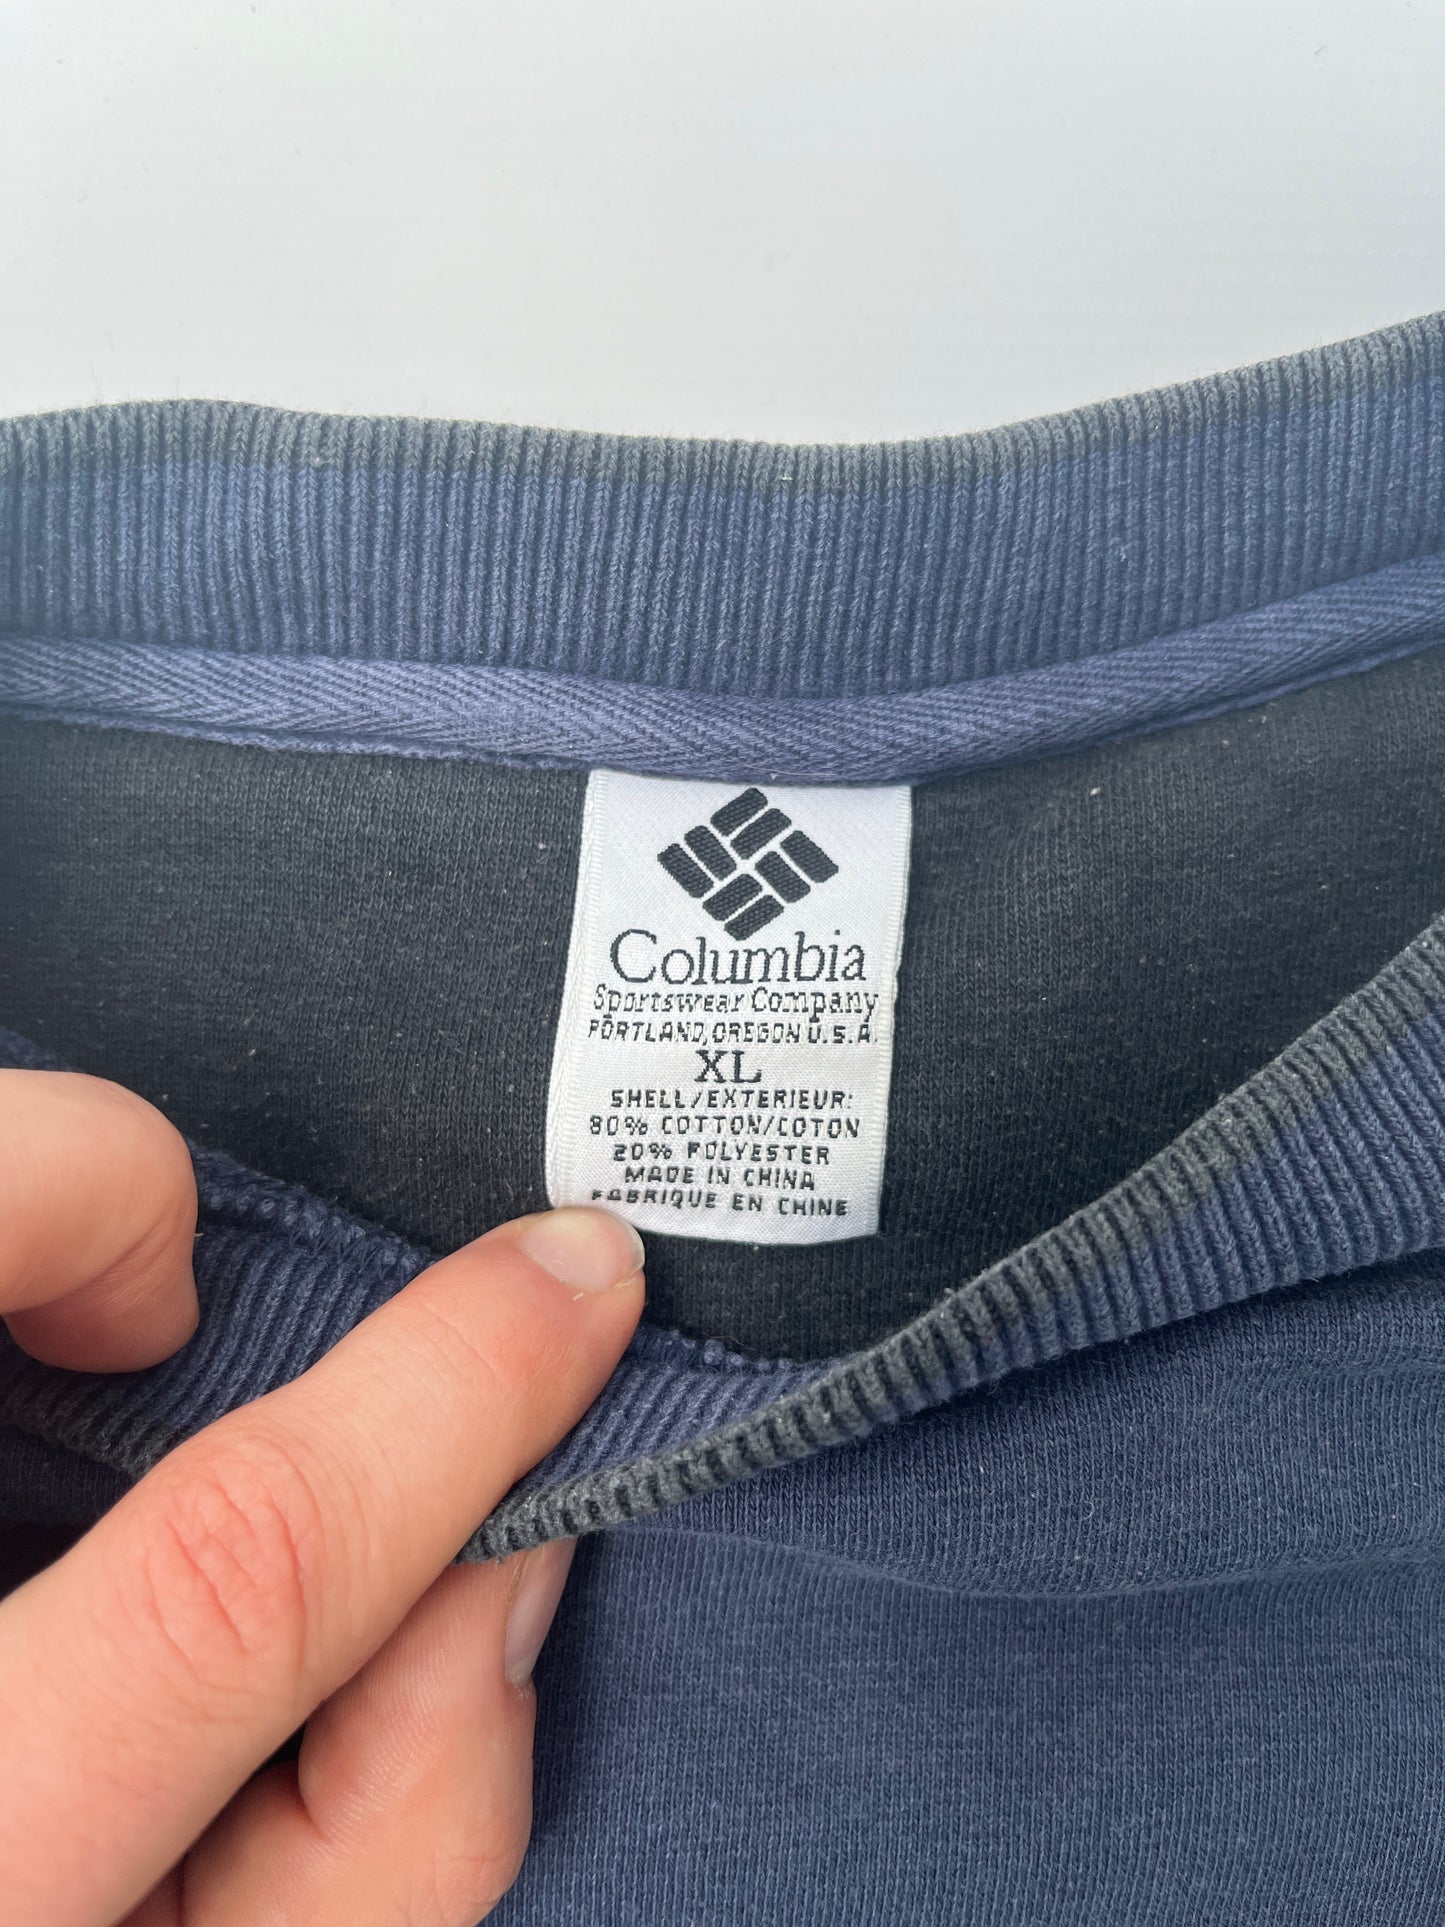 Columbia
Sportswear Company
PORTLAND, OREGON U.S.A.
XL
SHELL/EXTERIEUR:
80% COTTON/COTON
20% POLYESTER
MADE IN CHINA
FABRIQUE EN CHINE